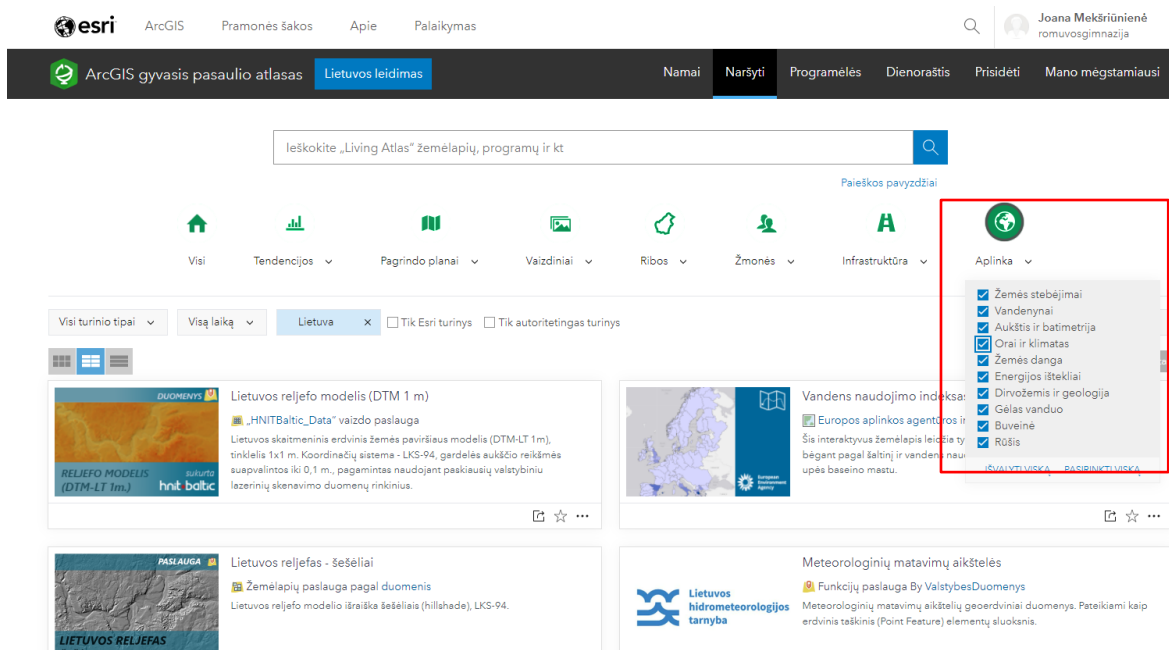 esri
ArcGIS Pramonės šakos Apie Palaikymas
Joana Mekšriūnienė
romuvosgimnazija
ArcGIS gyvasis pasaulio atlasas Lietuvos leidimas Namai Naršyti Programėlės Dienoraštis Prisidėti Mano mėgstamiausi
Ieškokite „Living Atlas“ žemėlapių, programų ir kt
Paieškos pavyzdžiai
Visi Tendencijos Pagrindo planai Vaizdiniai Ribos Žmonės Infrastruktūra Aplinka
Žemės stebėjimai
Vandenynai
Aukštis ir batimetrija
Orai ir klimatas
Žemės danga
Energijos ištekliai
Dirvožemis ir geologija
Gėlas vanduo
Buveinė
Rūšis
IŠVALYTI VISKĄ PASIRINKTI VISKĄ
Visi turinio tipai Visą laiką Lietuva × Tik Esri turinys Tik autoritetingas turinys
DUOMENYS
RELJEFO MODELIS
(DTM-LT 1m.)
sukurta
hnit baltic
Lietuvos reljefo modelis (DTM 1 m)
„HNITBaltic_Data“ vaizdo paslauga
Lietuvos skaitmeninis erdvinis žemės paviršiaus modelis (DTM-LT 1m),
tinklelis 1x1 m. Koordinačių sistema - LKS-94, gardelės aukščio reikšmės
suapvalintos iki 0,1 m., pagamintas naudojant paskiausių valstybiniu
lazerinių skenavimo duomenų rinkinius.
European
Environment
Agency
Vandens naudojimo indeksas
Europos aplinkos agentūros ir
Šis interaktyvus žemėlapis leidžia ty
bėgant pagal šaltinį ir vandens nau
upės baseino mastu.
PASLAUGA
LIETUVOS RELJEFAS
Lietuvos reljefas - šešėliai
Žemėlapių paslauga pagal duomenis
Lietuvos reljefo modelio išraiška šešėliais (hillshade), LKS-94.
Lietuvos
hidrometeorologijos
tarnyba
Meteorologinių matavimų aikštelės
Funkcijų paslauga By ValstybesDuomenys
Meteorologinių matavimų aikštelių geoerdviniai duomenys. Pateikiami kaip
erdvinis taškinis (Point Feature) elementų sluoksnis.